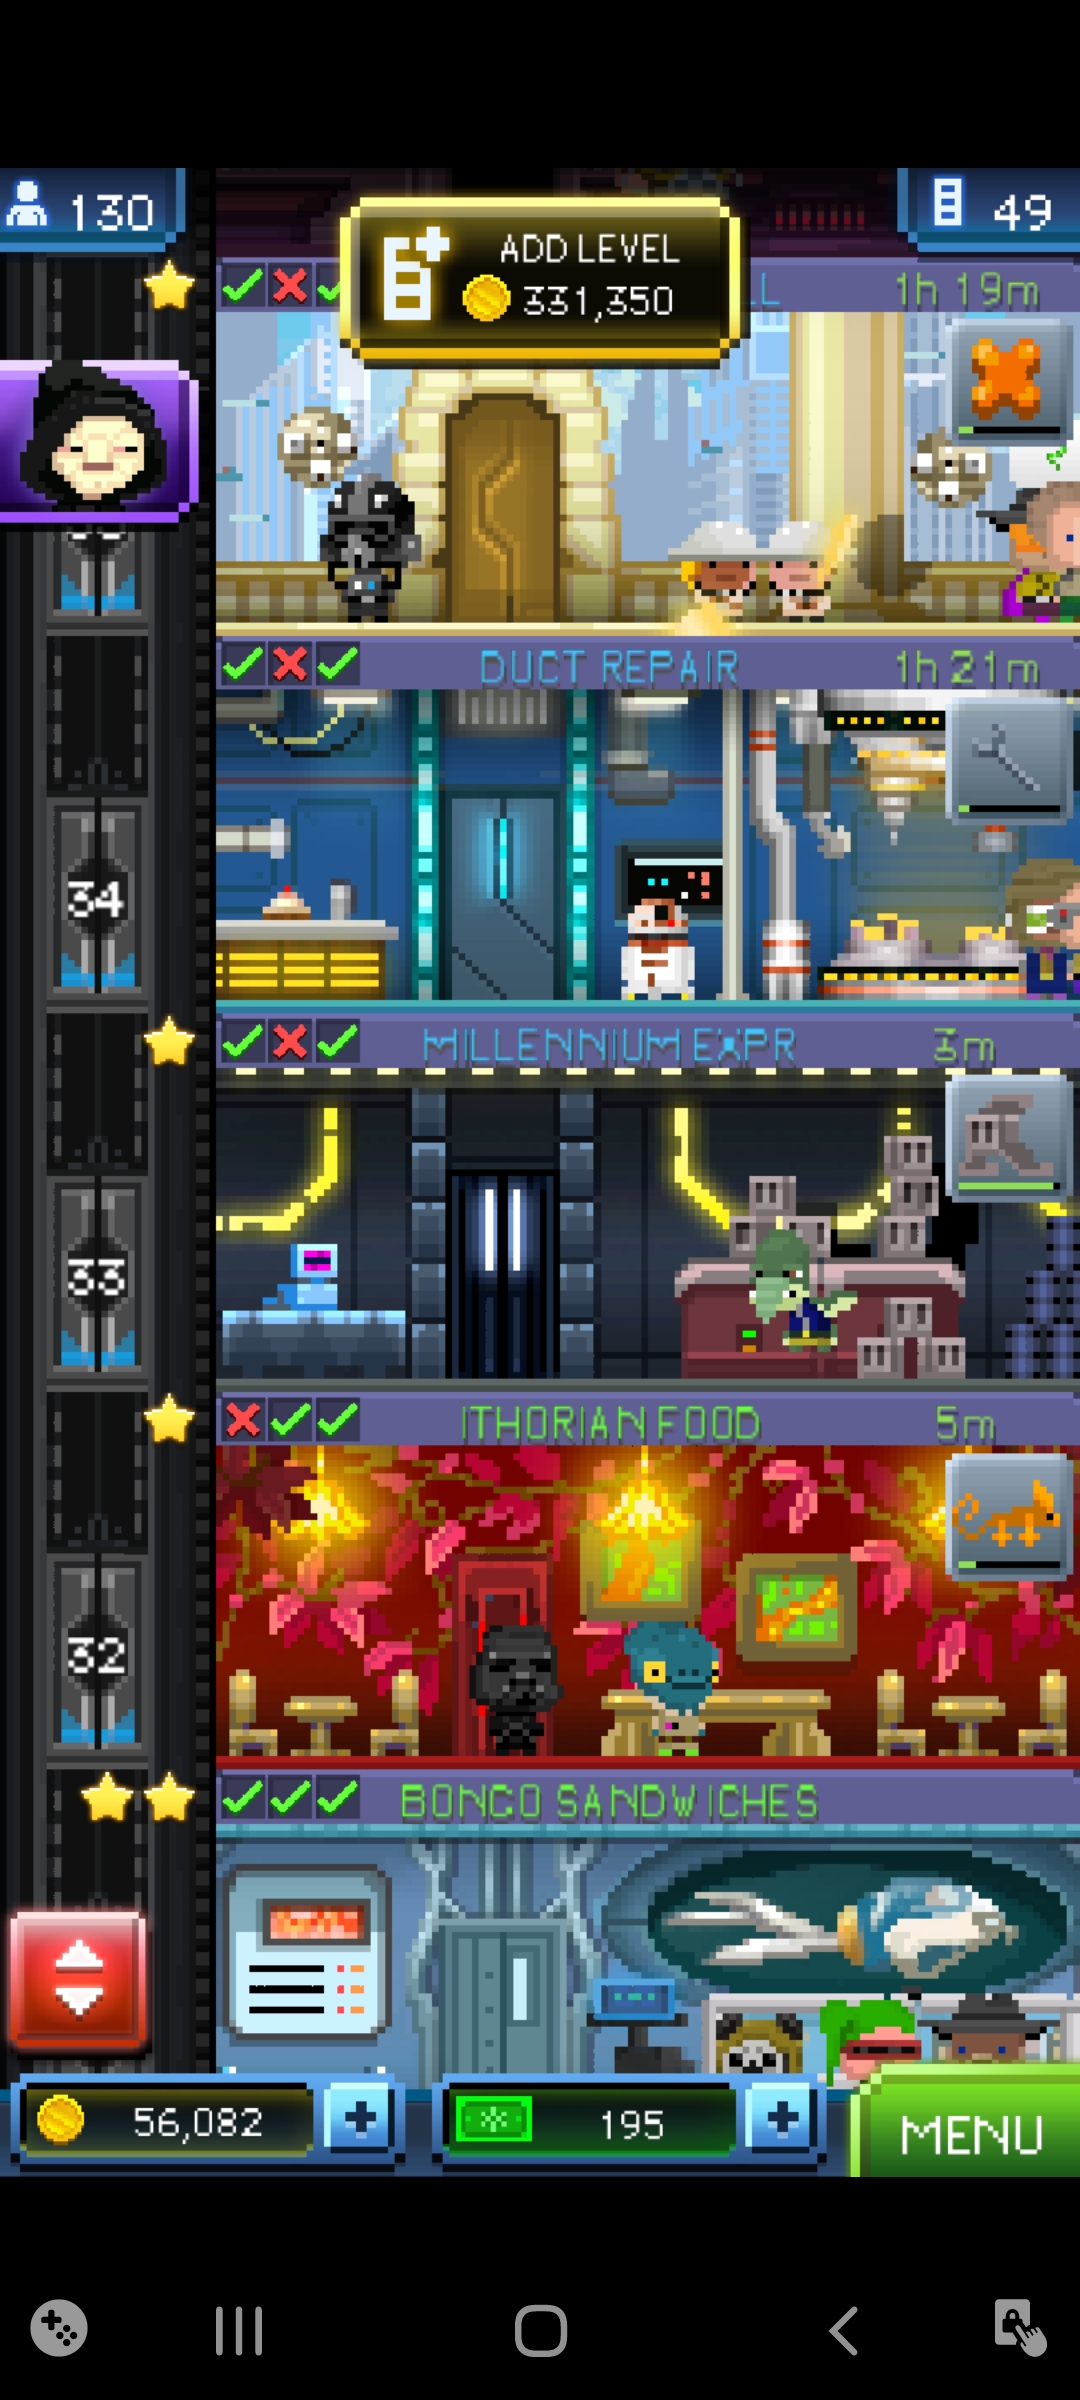 130
ADD LEVEL
331,350
49
1h 19m
DUCT REPAIR
1h 21m
34
MILLENNIUM EXPR
3m
33
ITHORIAN FOOD
5m
32
BONGO SANDWICHES
56,082
195
MENU